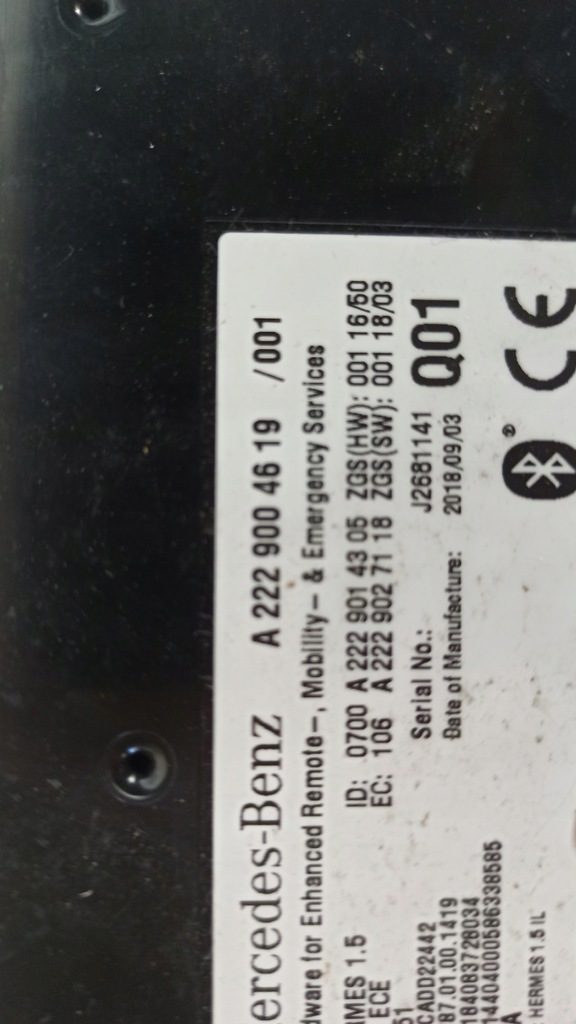 ercedes-Benz A 222 900 46 19 /001
dware for Enhanced Remote-, Mobility- & Emergency Services
MES 1.5 ID: 0700 A 222 901 43 05 ZGS(HW): 001 16/50
ECE EC: 106 A 222 902 71 18 ZGS(SW): 001 18/03
51 Serial No.: J2681141 Q01
CADD22442 Date of Manufacture: 2018/09/03
87.01.00.1419
184083728034
14404000586338585
A
HERMES 1.5 IL
CE